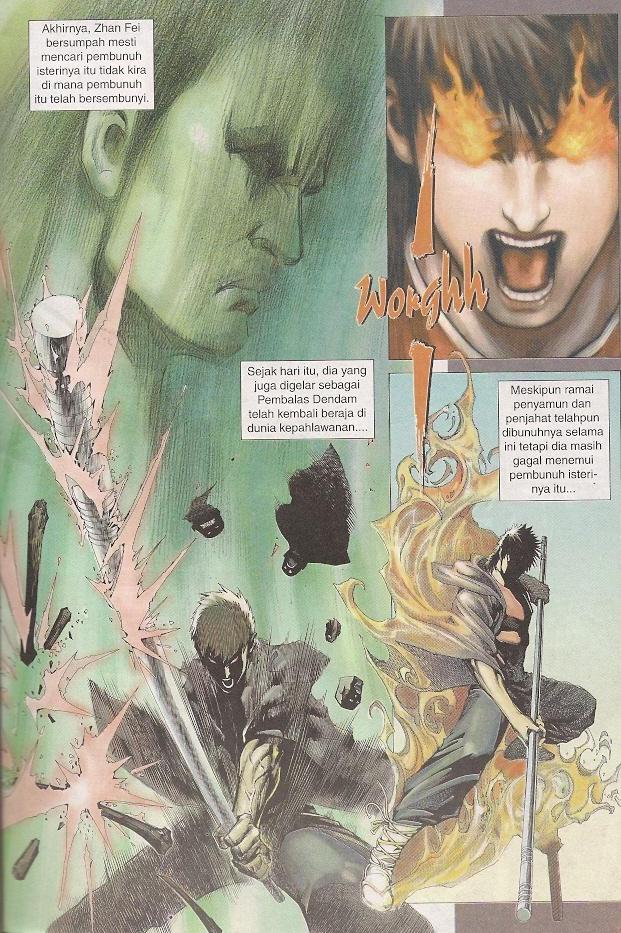 Akhirnya, Zhan Fei
bersumpah mesti
mencari pembunuh
isterinya itu tidak kira
di mana pembunuh
itu telah bersembunyi.
Worghh
Sejak hari itu, dia yang
juga digelar sebagai
Pembalas Dendam
telah kembali beraja di
dunia kepahlawanan....
Meskipun ramai
penyamun dan
penjahat telahpun
dibunuhnya selama
ini tetapi dia masih
gagal menemui
pembunuh isteri-
nya itu...